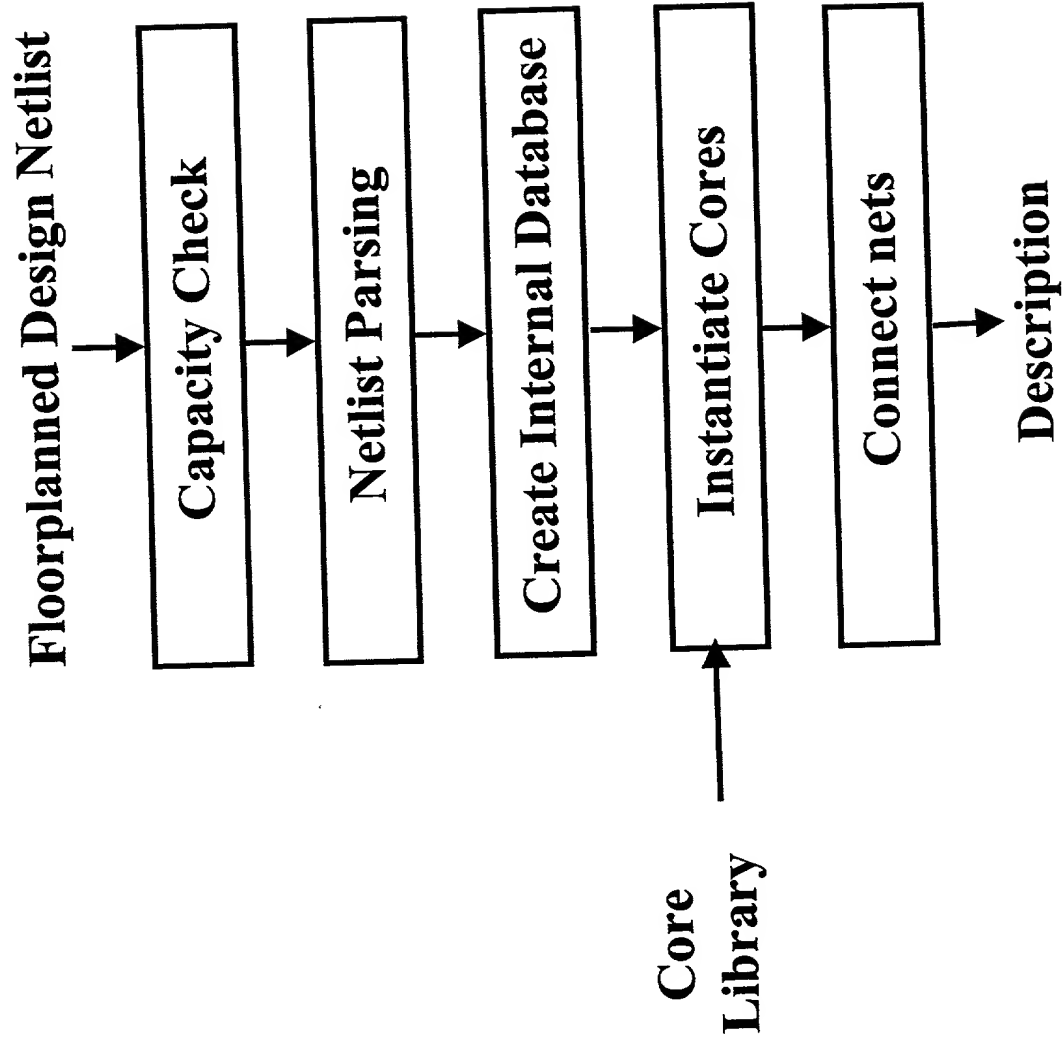 Floorplanned Design Netlist
Capacity Check
Netlist Parsing
Create Internal Database
Core
Library
Instantiate Cores
Connect nets
Description